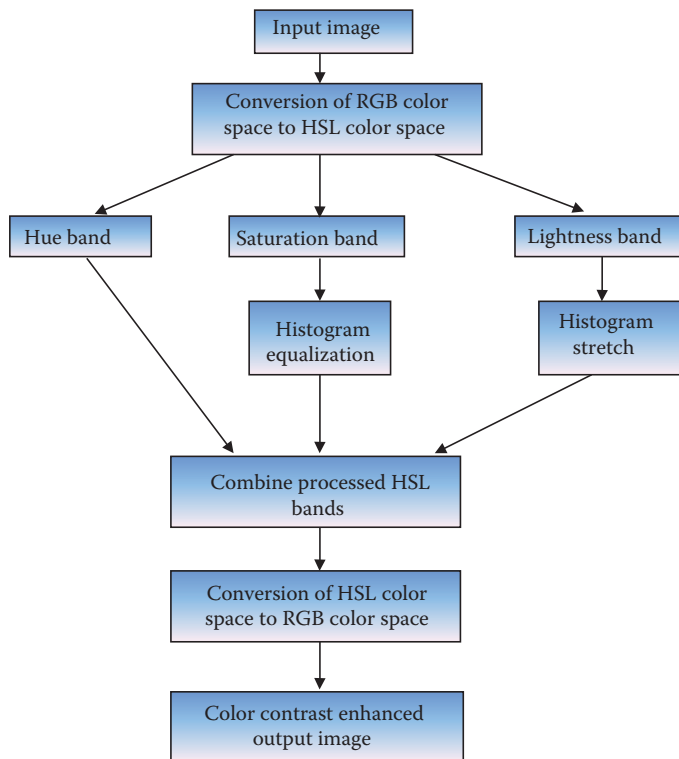 Input image
Conversion of RGB color
space to HSL color space
Hue band
Saturation band
Lightness band
Histogram
equalization
Histogram
stretch
Combine processed HSL
bands
Conversion of HSL color
space to RGB color space
Color contrast enhanced
output image